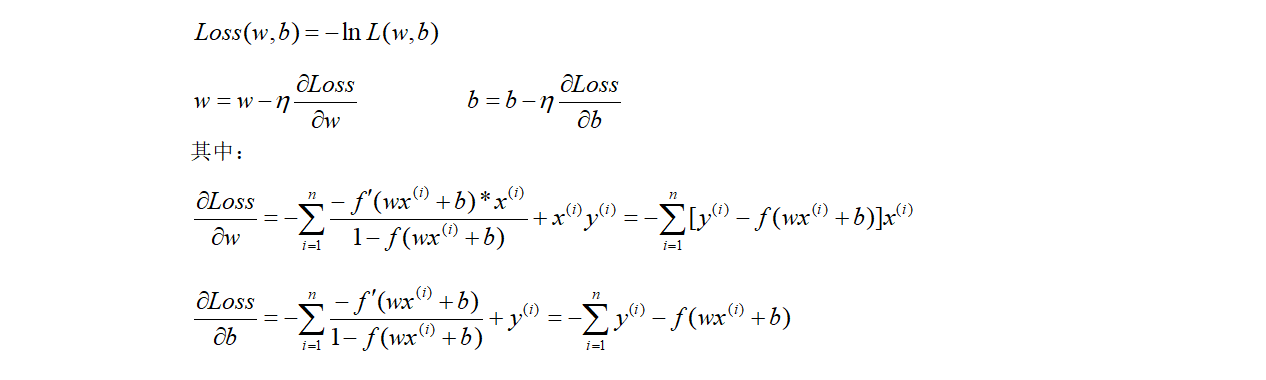 Loss(w,b) = −ln L(w,b)
w = w − η ∂Loss/∂w    b = b − η ∂Loss/∂b
其中:
∂Loss/∂w = −∑_{i=1}^{n} (−f′(wx^{(i)} + b) * x^{(i)})/(1 − f(wx^{(i)} + b)) + x^{(i)}y^{(i)} = −∑_{i=1}^{n} [y^{(i)} − f(wx^{(i)} + b)]x^{(i)}
∂Loss/∂b = −∑_{i=1}^{n} (−f′(wx^{(i)} + b))/(1 − f(wx^{(i)} + b)) + y^{(i)} = −∑_{i=1}^{n} y^{(i)} − f(wx^{(i)} + b)